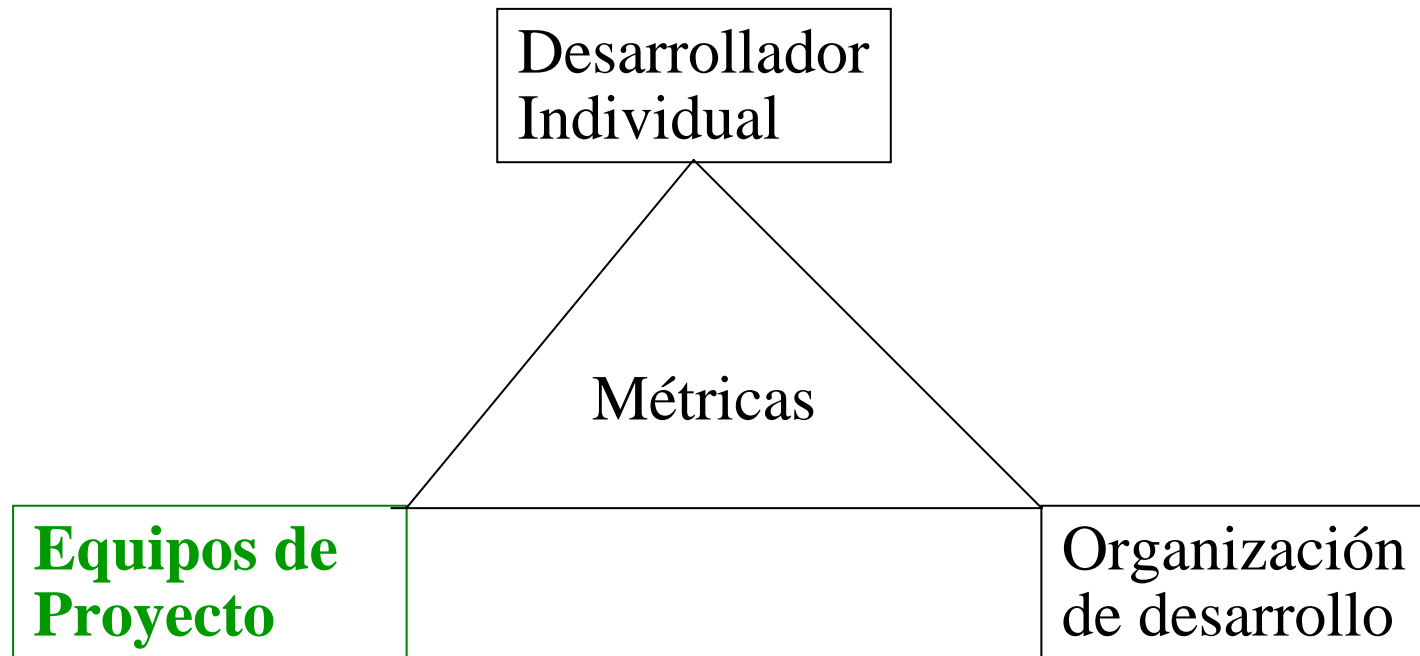 Desarrollador
Individual
Métricas
Equipos de
Proyecto
Organización
de desarrollo